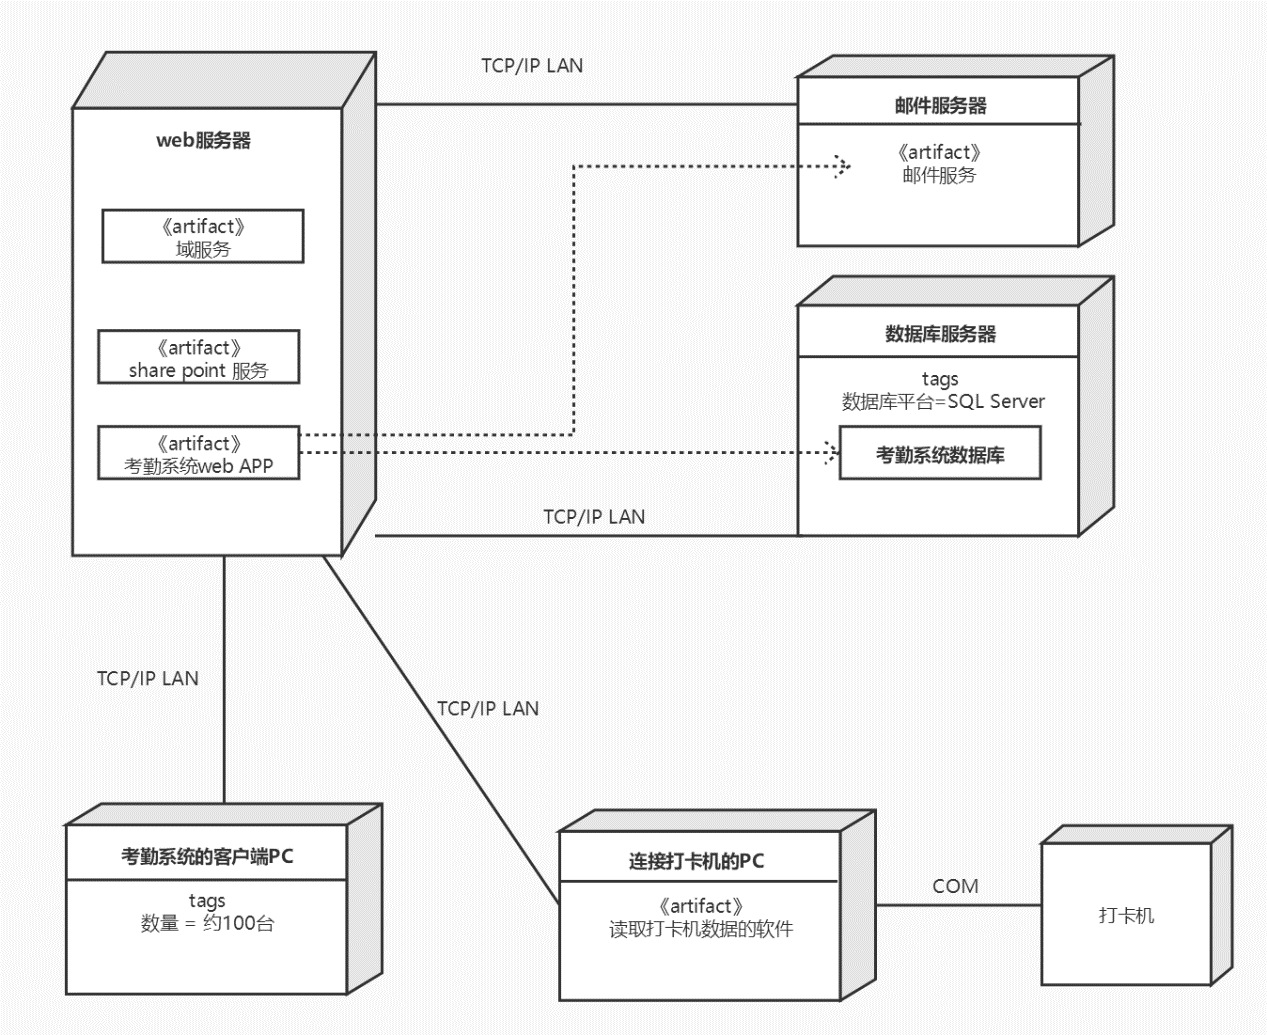 TCP/IP LAN
web服务器
《artifact》
域服务
《artifact》
share point 服务
《artifact》
考勤系统web APP
邮件服务器
《artifact》
邮件服务
数据库服务器
tags
数据库平台=SQL Server
考勤系统数据库
TCP/IP LAN
TCP/IP LAN
TCP/IP LAN
考勤系统的客户端PC
tags
数量 = 约100台
连接打卡机的PC
《artifact》
读取打卡机数据的软件
COM
打卡机